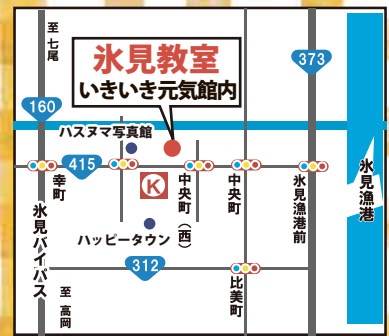 至 七尾
氷見教室
いきいき元気館内
373
160
ハスヌマ写真館
415
幸町
K
中央町(西)
中央町
氷見漁港前
氷見漁港
氷見バイパス
ハッピータウン
312
比美町
至 高岡